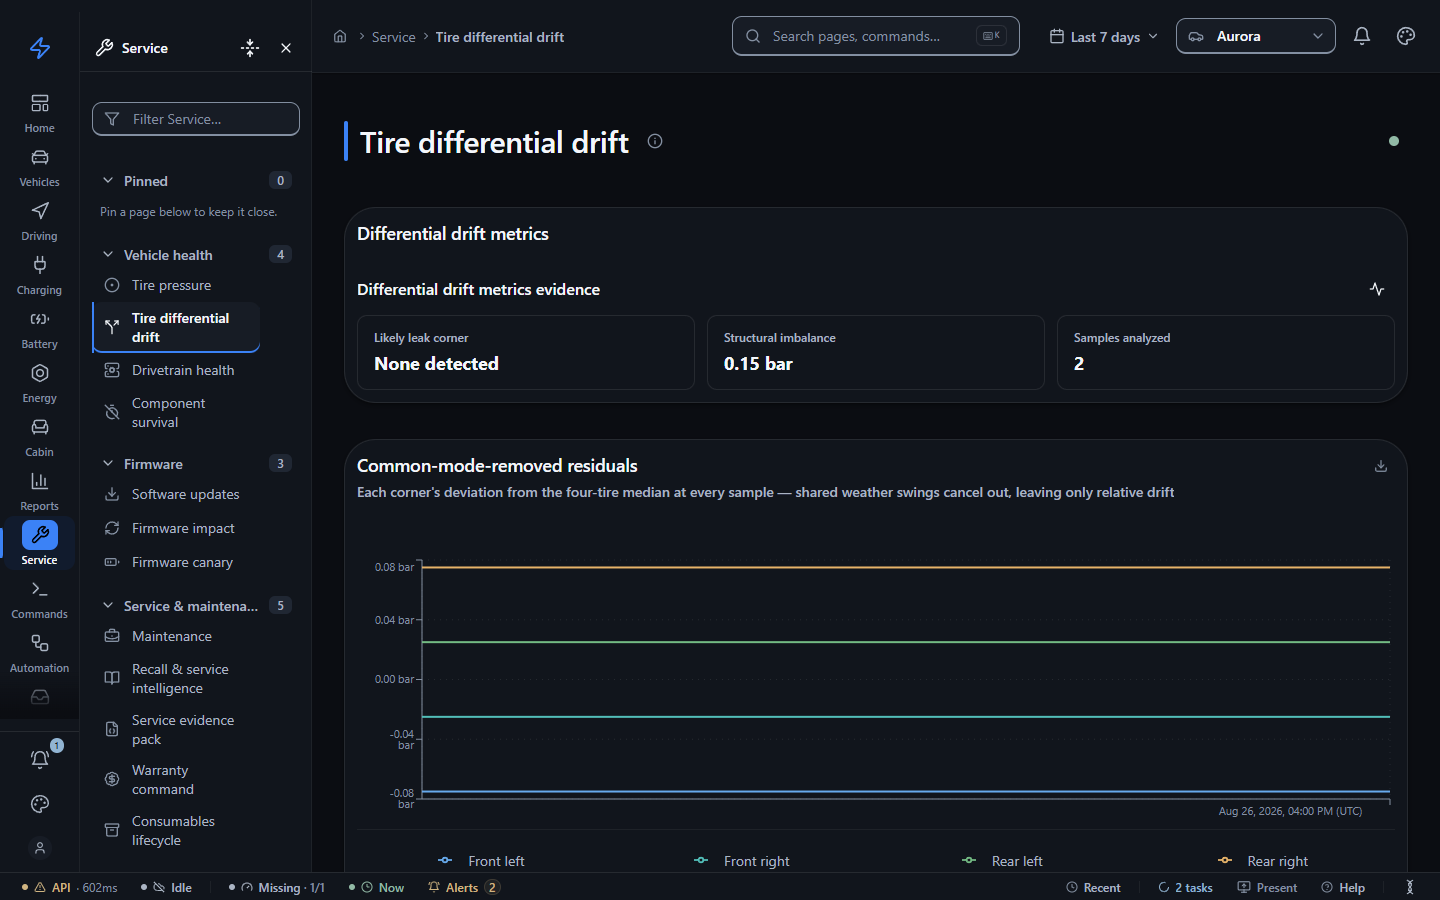 Home
Vehicles
Driving
Charging
Battery
Energy
Cabin
Reports
Service
Commands
Automation
1
Service
Filter Service...
Pinned 0
Pin a page below to keep it close.
Vehicle health 4
Tire pressure
Tire differential
drift
Drivetrain health
Component
survival
Firmware 3
Software updates
Firmware impact
Firmware canary
Service & maintena... 5
Maintenance
Recall & service
intelligence
Service evidence
pack
Warranty
command
Consumables
lifecycle
Service
Tire differential drift
Search pages, commands...
K
Last 7 days
Aurora
Tire differential drift
Differential drift metrics
Differential drift metrics evidence
Likely leak corner
None detected
Structural imbalance
0.15 bar
Samples analyzed
2
Common-mode-removed residuals
Each corner's deviation from the four-tire median at every sample — shared weather swings cancel out, leaving only relative drift
0.08 bar
0.04 bar
0.00 bar
-0.04
bar
-0.08
bar
Aug 26, 2026, 04:00 PM (UTC)
Front left
Front right
Rear left
Rear right
API · 602ms
Idle
Missing · 1/1
Now
Alerts 2
Recent
2 tasks
Present
Help